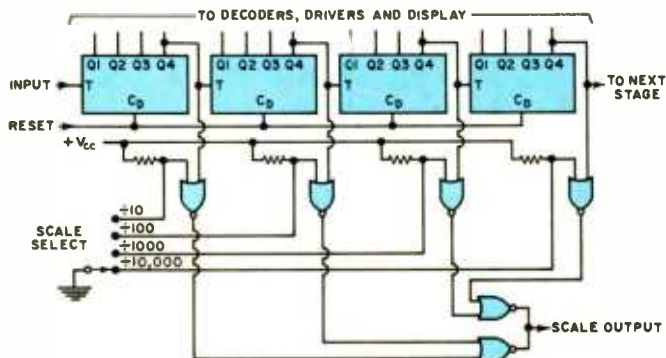 TO DECODERS, DRIVERS AND DISPLAY
Q1 Q2 Q3 Q4 Q1 Q2 Q3 Q4 Q1 Q2 Q3 Q4 Q1 Q2 Q3 Q4
INPUT T T T T TO NEXT
STAGE
CD CD CD CD
RESET
+VCC
÷10
SCALE
SELECT
÷100
÷1000
÷10,000
SCALE OUTPUT